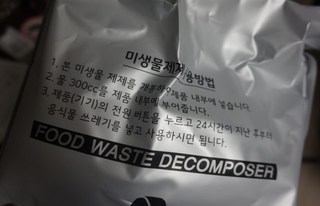 미생물제제 사용방법
1. 본 미생물 제제를 개봉하여 제품 내부에 넣습니다.
2. 물 300cc를 제품 내부에 부어줍니다.
3. 제품(기기)의 전원 버튼을 누르고 24시간이 지난 후부터
음식물 쓰레기를 넣고 사용하시면 됩니다.
FOOD WASTE DECOMPOSER